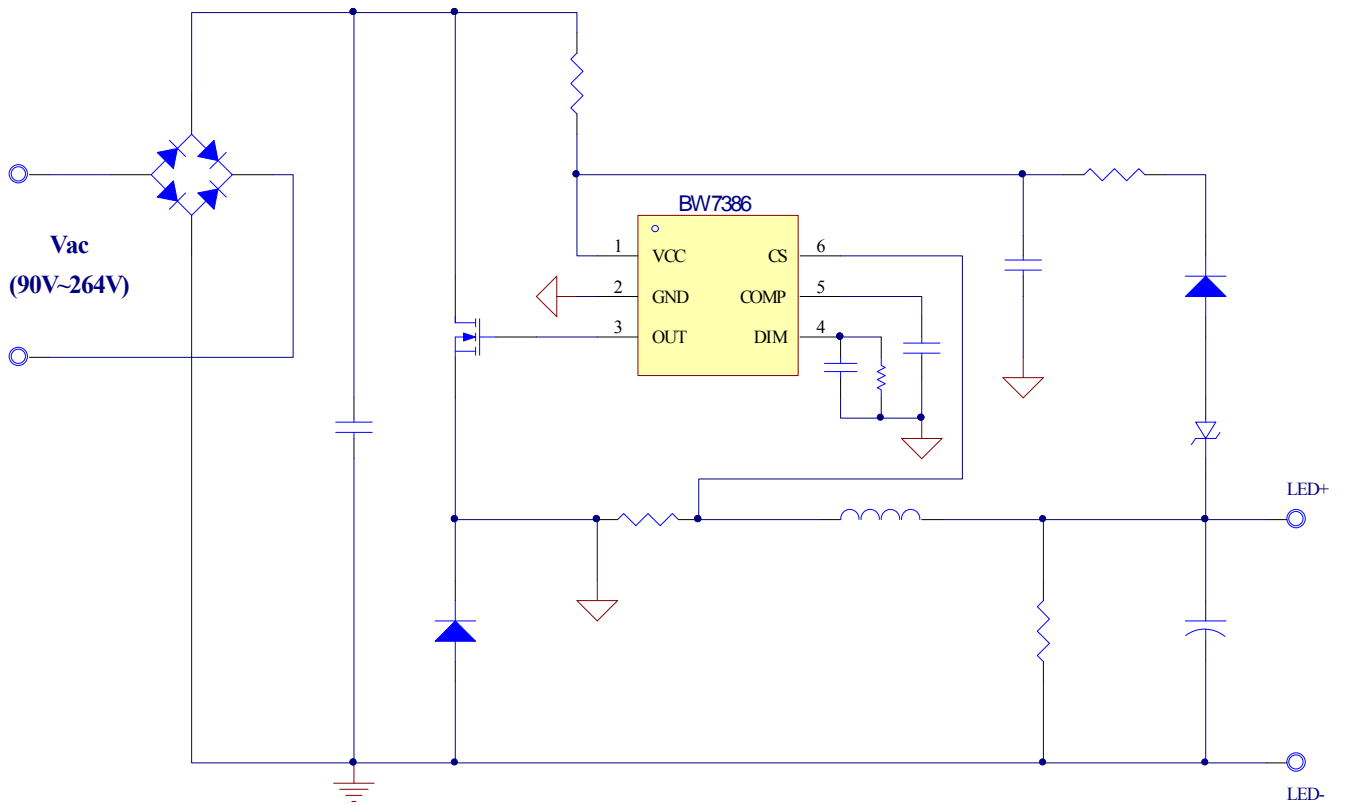 BW7386
1 VCC CS 6
2 GND COMP 5
3 OUT DIM 4
Vac
(90V~264V)
LED+
LED-